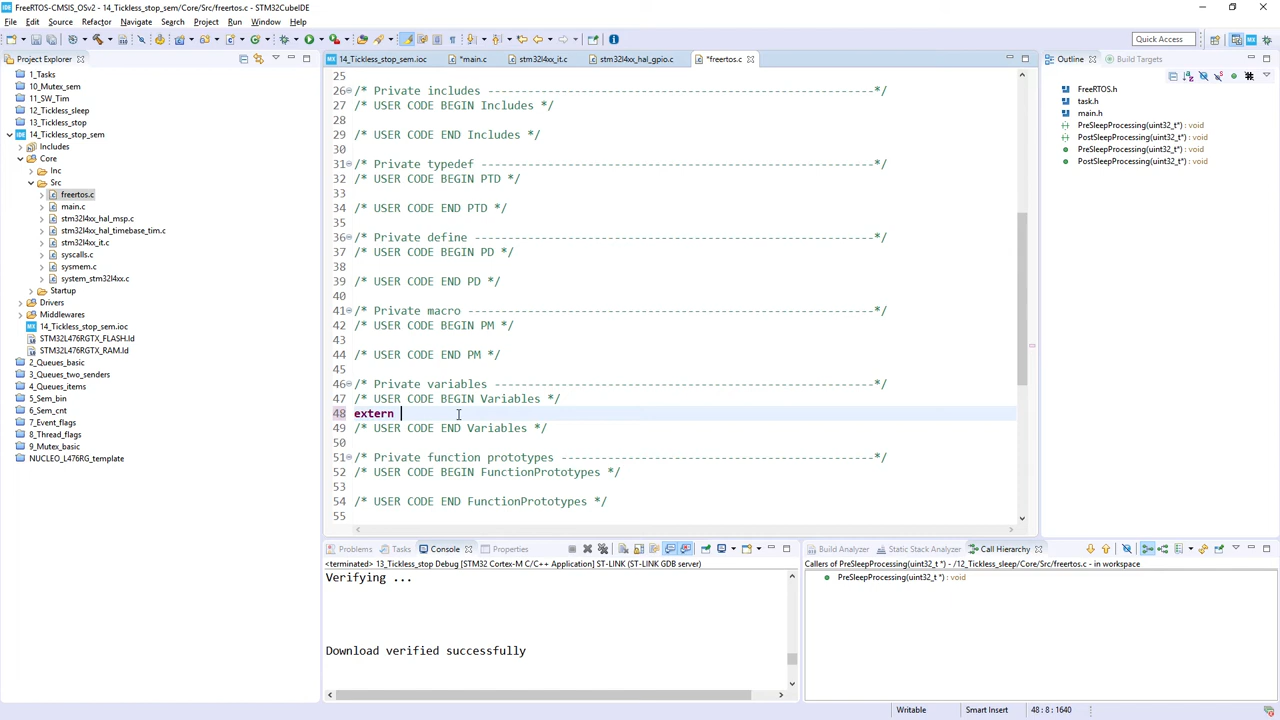 FreeRTOS-CMSIS_OSv2 - 14_Tickless_stop_sem/Core/Src/freertos.c - STM32CubeIDE
File Edit Source Refactor Navigate Search Project Run Window Help
Quick Access
Project Explorer
14_Tickless_stop_sem.ioc
*main.c
stm32l4xx_it.c
stm32l4xx_hal_gpio.c
*freertos.c
Outline
Build Targets
1_Tasks
10_Mutex_sem
11_SW_Tim
12_Tickless_sleep
13_Tickless_stop
14_Tickless_stop_sem
Includes
Core
Inc
Src
freertos.c
main.c
stm32l4xx_hal_msp.c
stm32l4xx_hal_timebase_tim.c
stm32l4xx_it.c
syscalls.c
sysmem.c
system_stm32l4xx.c
Startup
Drivers
Middlewares
14_Tickless_stop_sem.ioc
STM32L476RGTX_FLASH.ld
STM32L476RGTX_RAM.ld
2_Queues_basic
3_Queues_two_senders
4_Queues_items
5_Sem_bin
6_Sem_cnt
7_Event_flags
8_Thread_flags
9_Mutex_basic
NUCLEO_L476RG_template
25
26 /* Private includes ----------------------------------------------------------*/
27 /* USER CODE BEGIN Includes */
28
29 /* USER CODE END Includes */
30
31 /* Private typedef -----------------------------------------------------------*/
32 /* USER CODE BEGIN PTD */
33
34 /* USER CODE END PTD */
35
36 /* Private define ------------------------------------------------------------*/
37 /* USER CODE BEGIN PD */
38
39 /* USER CODE END PD */
40
41 /* Private macro -------------------------------------------------------------*/
42 /* USER CODE BEGIN PM */
43
44 /* USER CODE END PM */
45
46 /* Private variables ---------------------------------------------------------*/
47 /* USER CODE BEGIN Variables */
48 extern
49 /* USER CODE END Variables */
50
51 /* Private function prototypes -----------------------------------------------*/
52 /* USER CODE BEGIN FunctionPrototypes */
53
54 /* USER CODE END FunctionPrototypes */
55
FreeRTOS.h
task.h
main.h
PreSleepProcessing(uint32_t*) : void
PostSleepProcessing(uint32_t*) : void
PreSleepProcessing(uint32_t*) : void
PostSleepProcessing(uint32_t*) : void
Problems Tasks Console Properties
<terminated> 13_Tickless_stop Debug [STM32 Cortex-M C/C++ Application] ST-LINK (ST-LINK GDB server)
Verifying ...
Download verified successfully
Build Analyzer Static Stack Analyzer Call Hierarchy
Callers of PreSleepProcessing(uint32_t *) - /12_Tickless_sleep/Core/Src/freertos.c - in workspace
PreSleepProcessing(uint32_t *) : void
Writable Smart Insert 48 : 8 : 1640